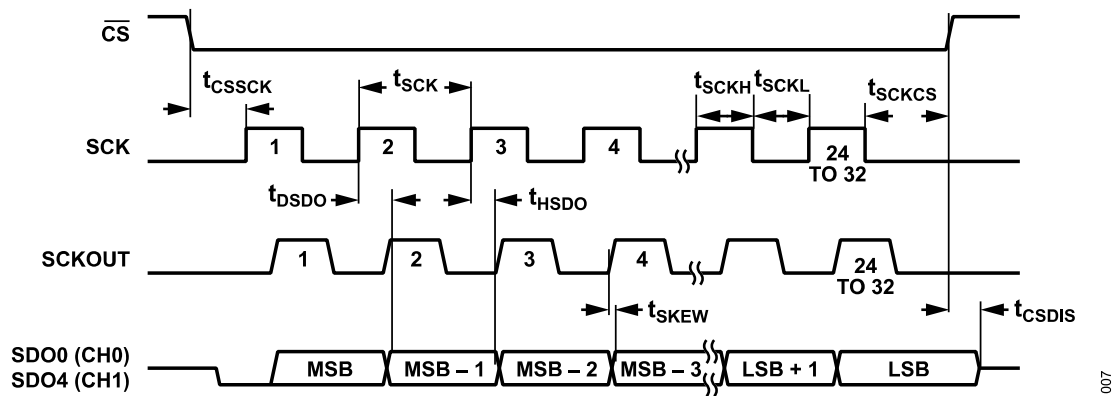 CS
tCSSCK
tSCK
tSCKH
tSCKL
tSCKCS
SCK
1
2
3
4
24
TO 32
tDSDO
tHSDO
SCKOUT
1
2
3
4
24
TO 32
tSKEW
tCSDIS
SDO0 (CH0)
SDO4 (CH1)
MSB
MSB – 1
MSB – 2
MSB – 3
LSB + 1
LSB
007